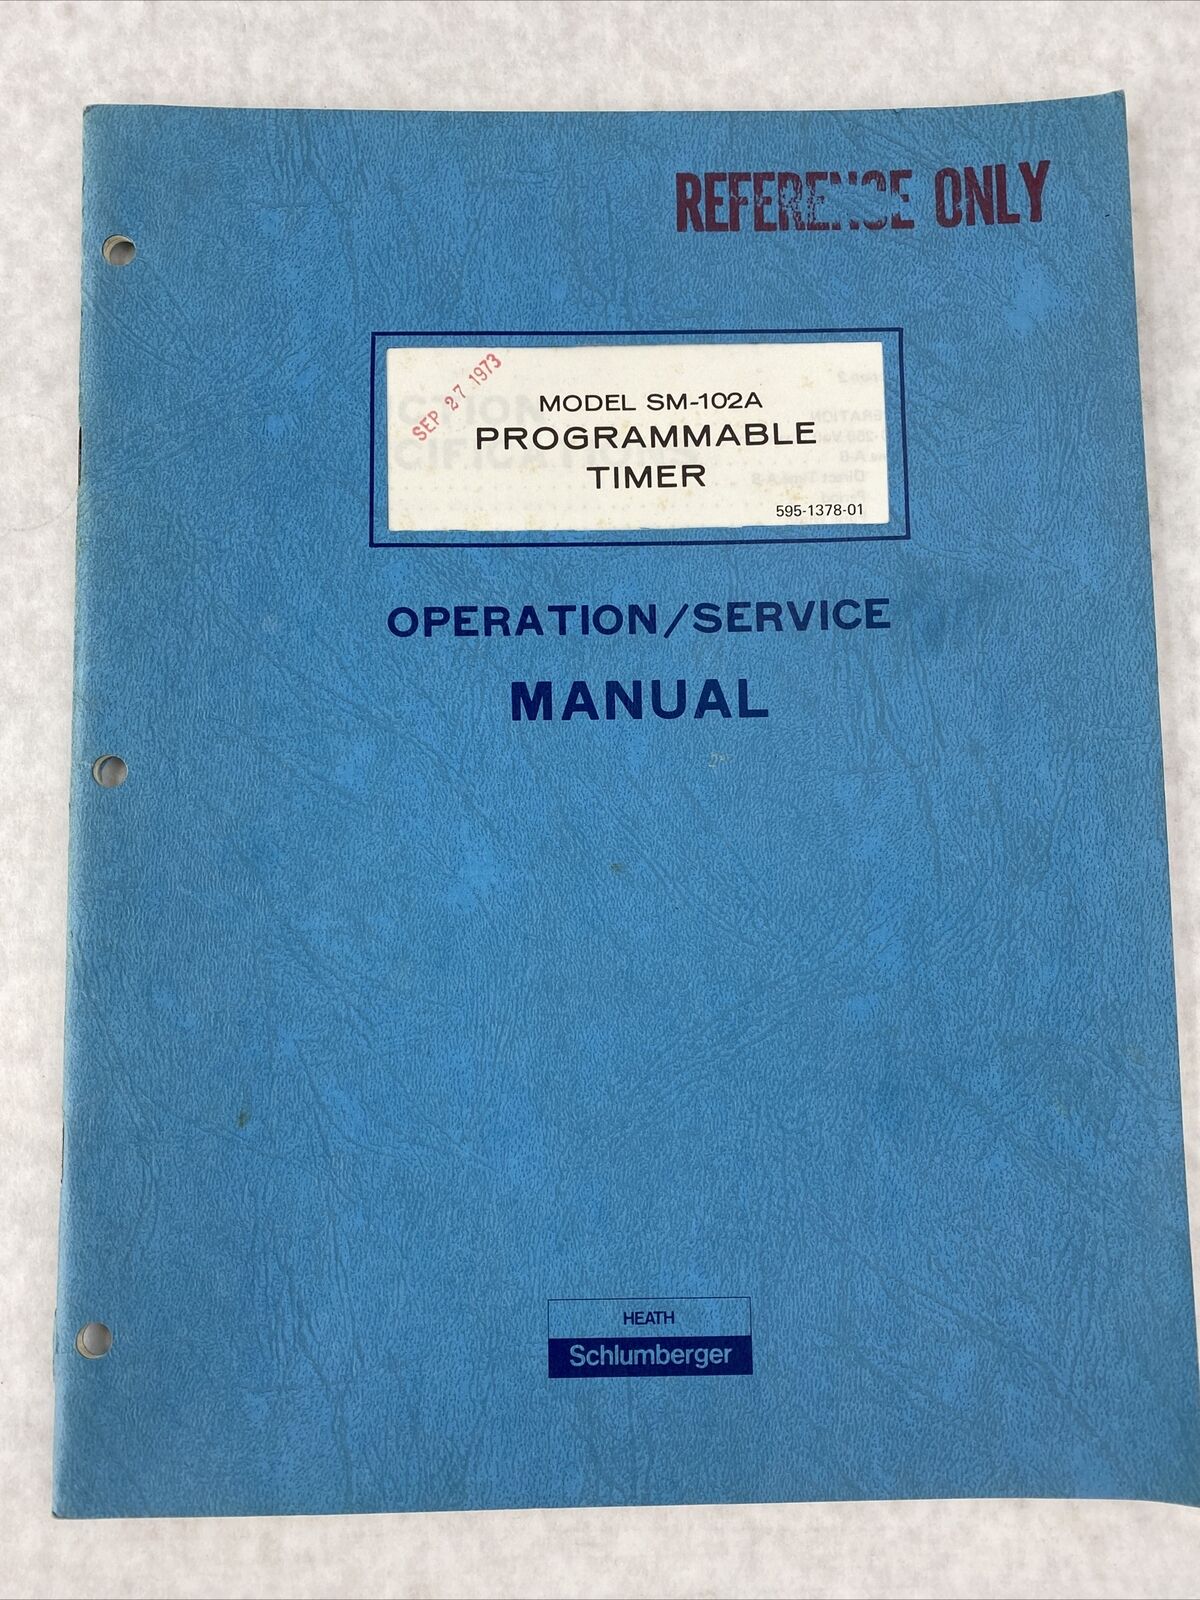 REFERENCE ONLY
SEP 27 1973
MODEL SM-102A
PROGRAMMABLE
TIMER
595-1378-01
OPERATION/SERVICE
MANUAL
HEATH
Schlumberger